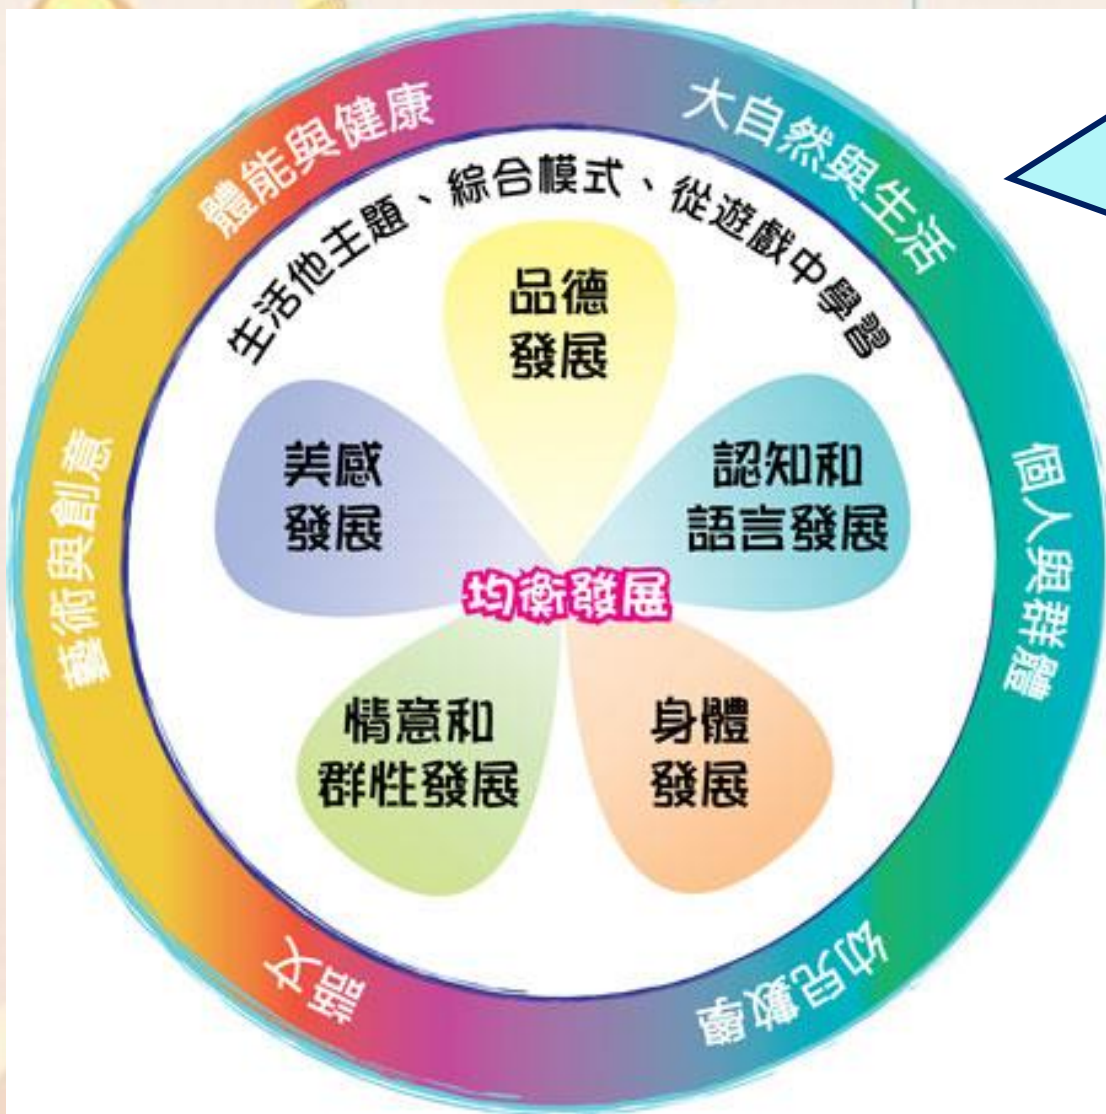 體能與健康
大自然與生活
個人與群體
幼兒數學
語文
藝術與創意
生活他主題、綜合模式、從遊戲中學習
品德
發展
美感
發展
認知和
語言發展
均衡發展
情意和
群性發展
身體
發展